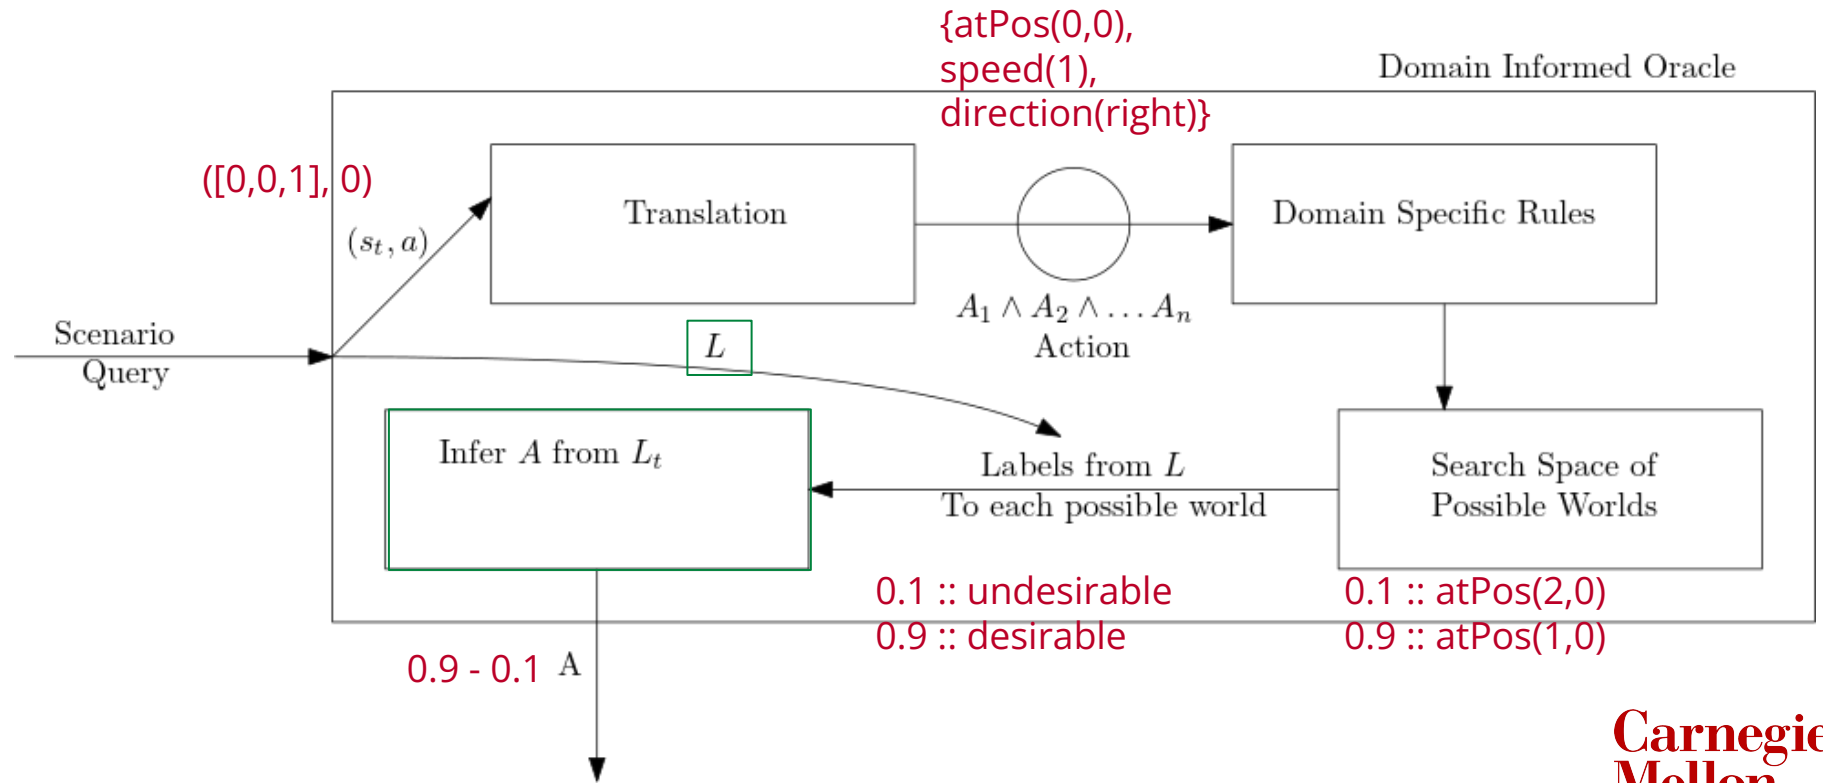 {atPos(0,0),
speed(1),
direction(right)}
Domain Informed Oracle
([0,0,1], 0)
(s_t, a)
Translation
Domain Specific Rules
A_1 ∧ A_2 ∧ … A_n
Action
Scenario
Query
L
Infer A from L_t
Labels from L
To each possible world
Search Space of
Possible Worlds
0.1 :: undesirable
0.9 :: desirable
0.1 :: atPos(2,0)
0.9 :: atPos(1,0)
0.9 - 0.1 A
Carnegie
Mellon